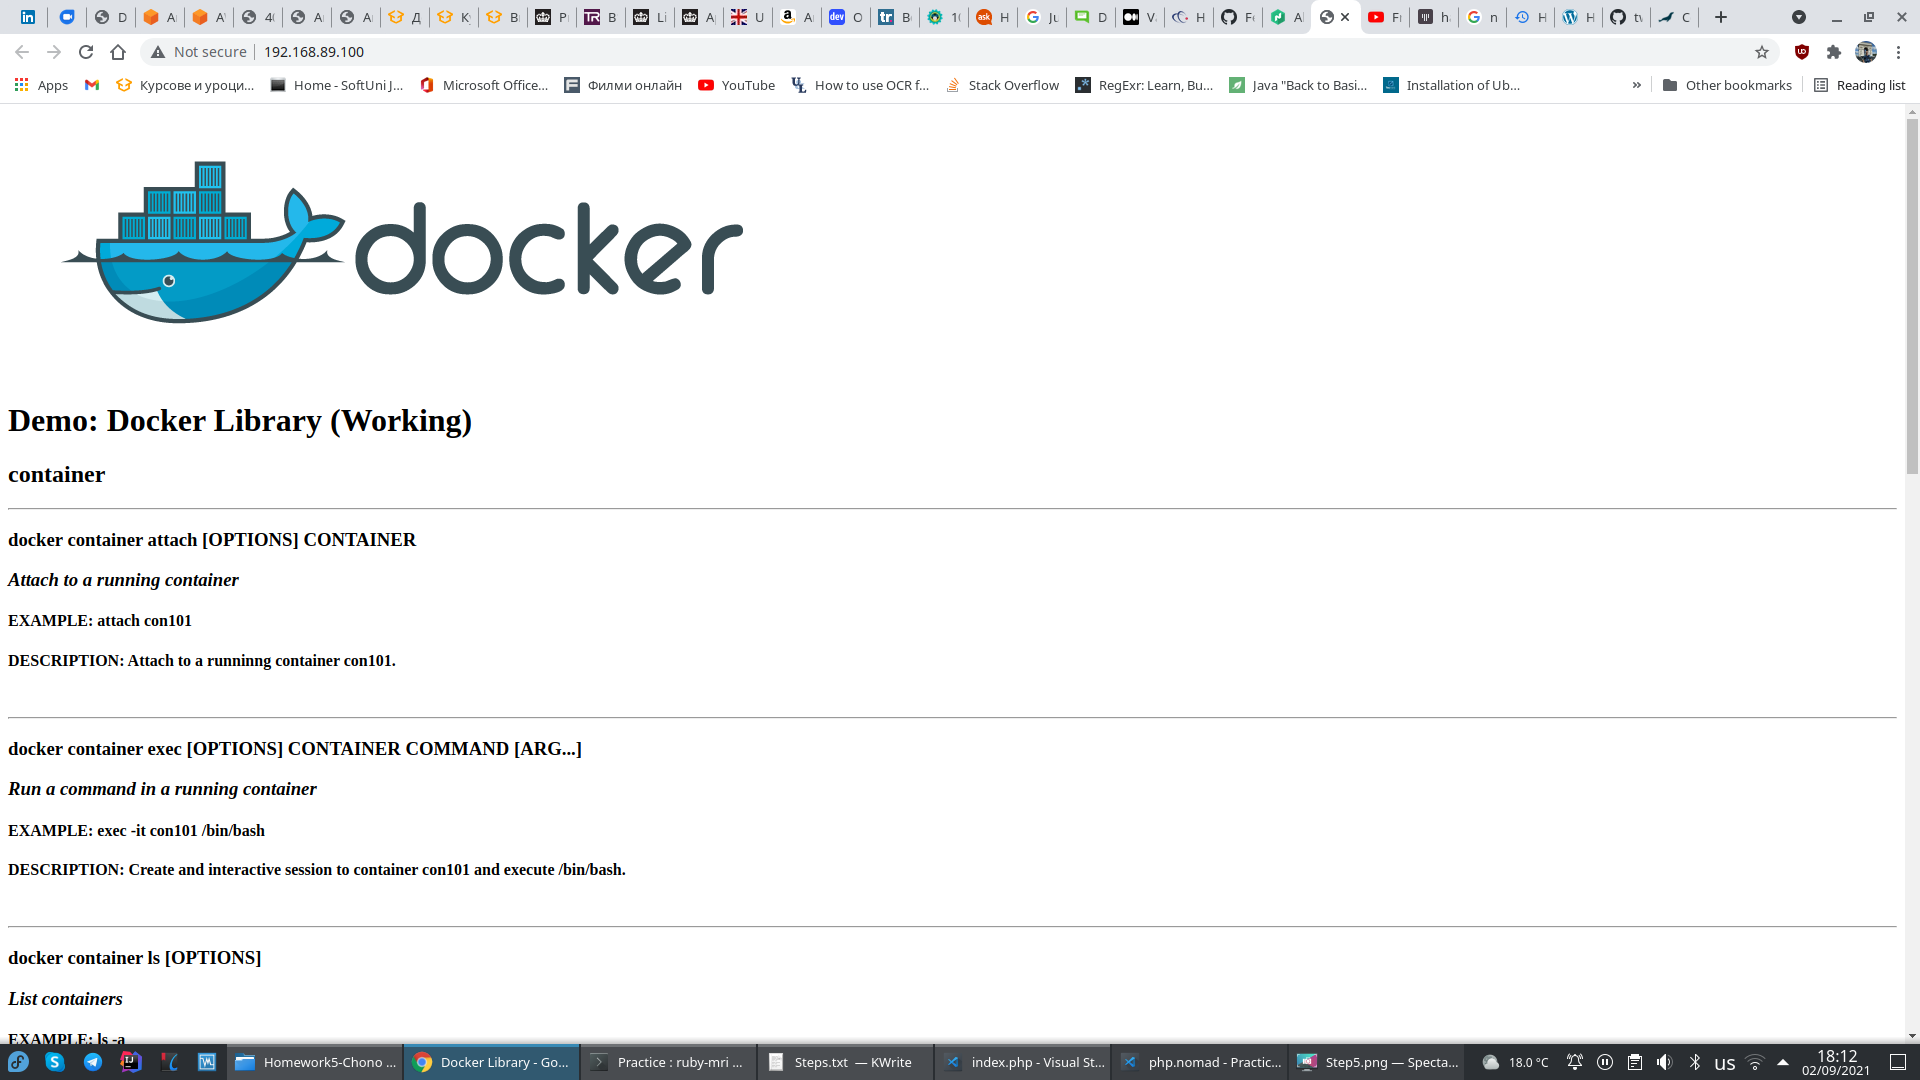 Not secure 192.168.89.100
Apps Курсове и уроци... Home - SoftUni J... Microsoft Office... Филми онлайн YouTube How to use OCR f... Stack Overflow RegExr: Learn, Bu... Java "Back to Basi... Installation of Ub... » Other bookmarks Reading list
docker
Demo: Docker Library (Working)
container
docker container attach [OPTIONS] CONTAINER
Attach to a running container
EXAMPLE: attach con101
DESCRIPTION: Attach to a runninng container con101.
docker container exec [OPTIONS] CONTAINER COMMAND [ARG...]
Run a command in a running container
EXAMPLE: exec -it con101 /bin/bash
DESCRIPTION: Create and interactive session to container con101 and execute /bin/bash.
docker container ls [OPTIONS]
List containers
EXAMPLE: ls -a
Homework5-Chono ... Docker Library - Go... Practice : ruby-mri ... Steps.txt — KWrite index.php - Visual St... php.nomad - Practic... Step5.png — Specta... 18.0 °C us 18:12
02/09/2021